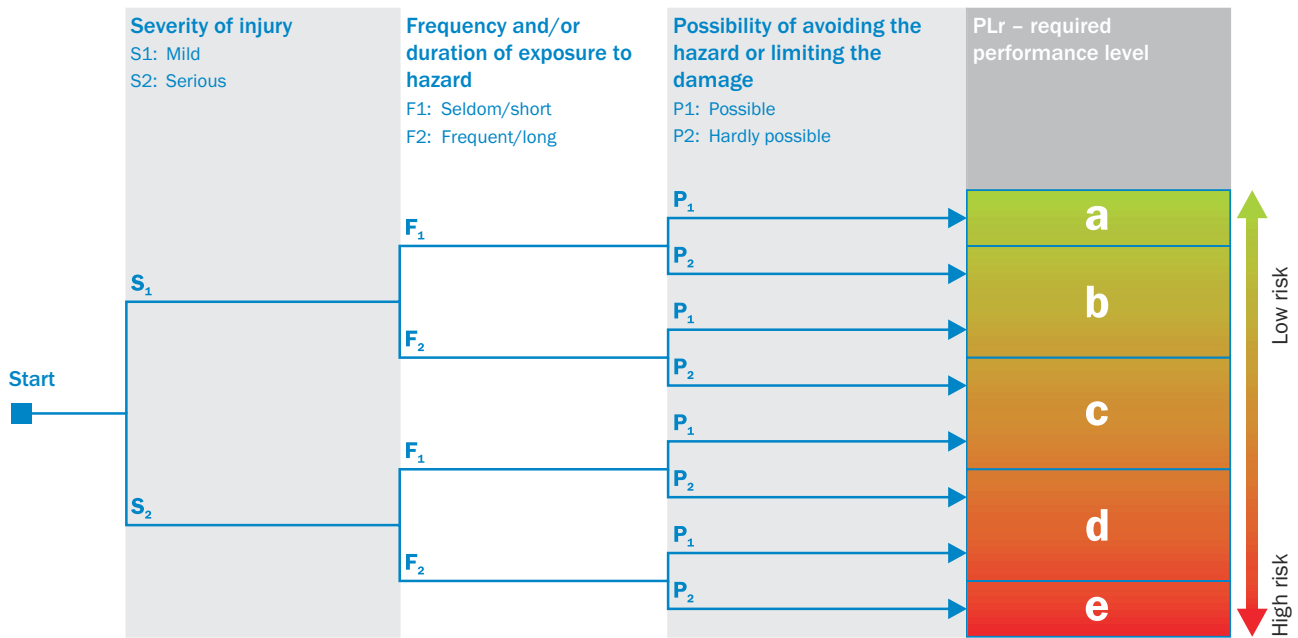 Severity of injury
S1: Mild
S2: Serious
Frequency and/or
duration of exposure to
hazard
F1: Seldom/short
F2: Frequent/long
Possibility of avoiding the
hazard or limiting the
damage
P1: Possible
P2: Hardly possible
PLr – required
performance level
Start
S₁
S₂
F₁
F₂
F₁
F₂
P₁
P₂
P₁
P₂
P₁
P₂
P₁
P₂
a
b
c
d
e
Low risk
High risk